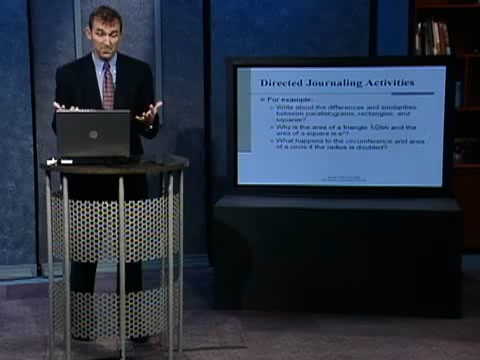 Directed Journaling Activities
For example:
Write about the differences and similarities
between parallelograms, rectangles, and
squares?
Why is the area of a triangle 1/2bh and the
area of a square is s²?
What happens to the circumference and area
of a circle if the radius is doubled?